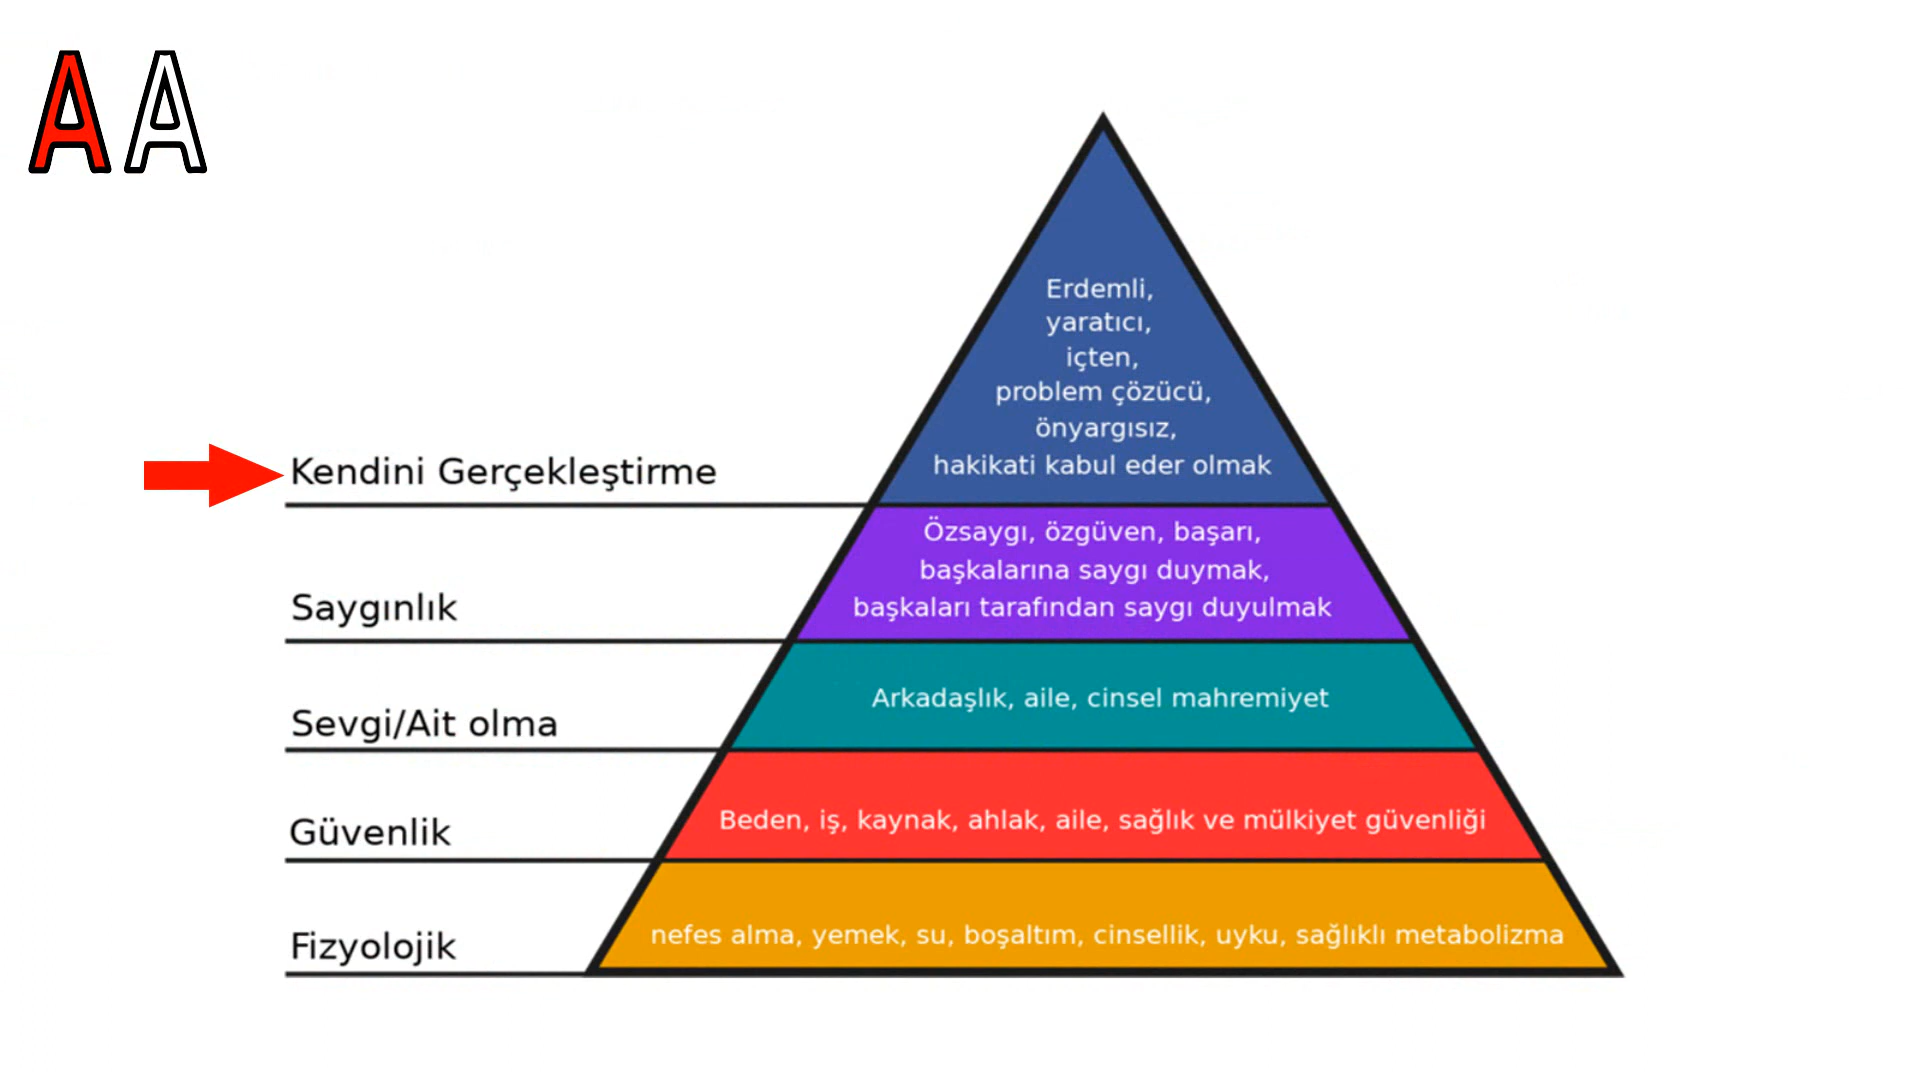 AA
Erdemli,
yaratıcı,
içten,
problem çözücü,
önyargısız,
hakikati kabul eder olmak
Kendini Gerçekleştirme
Özsaygı, özgüven, başarı,
başkalarına saygı duymak,
başkaları tarafından saygı duyulmak
Saygınlık
Arkadaşlık, aile, cinsel mahremiyet
Sevgi/Ait olma
Beden, iş, kaynak, ahlak, aile, sağlık ve mülkiyet güvenliği
Güvenlik
nefes alma, yemek, su, boşaltım, cinsellik, uyku, sağlıklı metabolizma
Fizyolojik